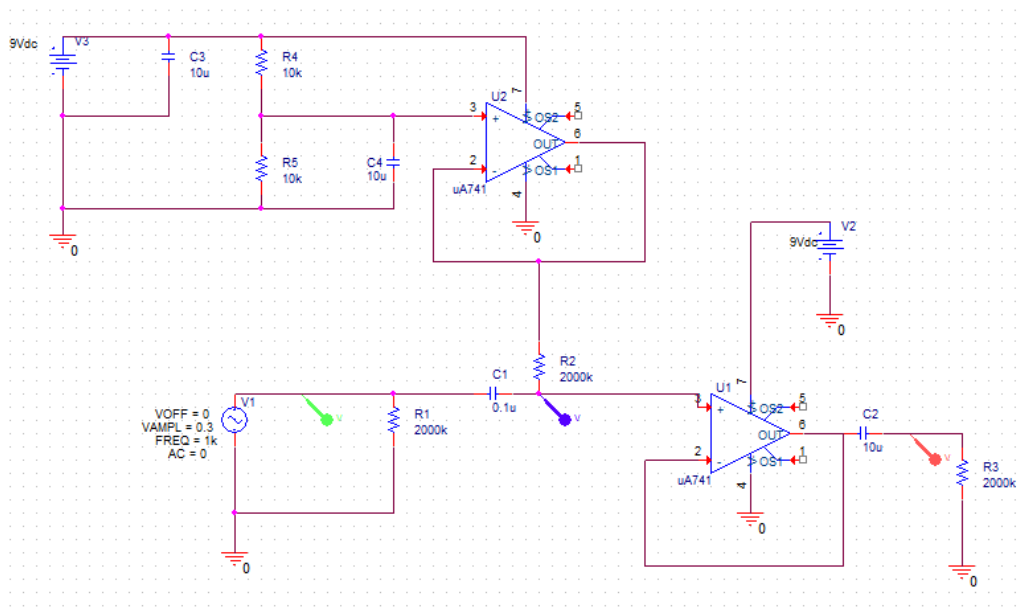 9Vdc
V3
C3
10u
R4
10k
R5
10k
C4
10u
U2
3
+
2
-
7
5
OS2
6
OUT
1
OS1
4
uA741
0
0
V2
9Vdc
0
R2
2000k
C1
0.1u
V
V
V1
VOFF = 0
VAMPL = 0.3
FREQ = 1k
AC = 0
R1
2000k
0
U1
3
+
2
-
7
5
OS2
6
OUT
1
OS1
4
uA741
0
C2
10u
V
R3
2000k
0